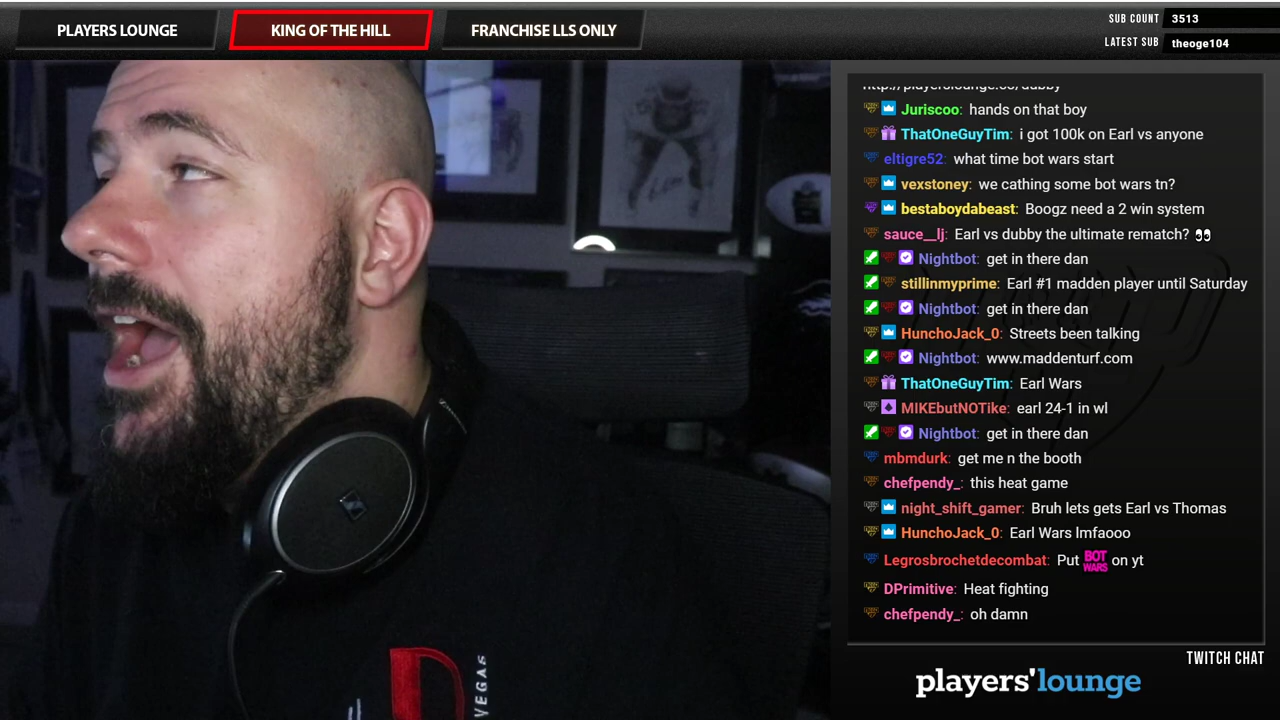 PLAYERS LOUNGE
KING OF THE HILL
FRANCHISE LLS ONLY
SUB COUNT 3513
LATEST SUB theoge104
http://playerslounge.co/dubby
Juriscoo: hands on that boy
ThatOneGuyTim: i got 100k on Earl vs anyone
eltigre52: what time bot wars start
vexstoney: we cathing some bot wars tn?
bestaboydabeast: Boogz need a 2 win system
sauce__lj: Earl vs dubby the ultimate rematch? 👀
Nightbot: get in there dan
stillinmyprime: Earl #1 madden player until Saturday
Nightbot: get in there dan
HunchoJack_0: Streets been talking
Nightbot: www.maddenturf.com
ThatOneGuyTim: Earl Wars
MIKEbutNOTike: earl 24-1 in wl
Nightbot: get in there dan
mbmdurk: get me n the booth
chefpendy_: this heat game
night_shift_gamer: Bruh lets gets Earl vs Thomas
HunchoJack_0: Earl Wars lmfaooo
Legrosbrochetdecombat: Put BOT WARS on yt
DPrimitive: Heat fighting
chefpendy_: oh damn
TWITCH CHAT
players'lounge
D
VEGAS